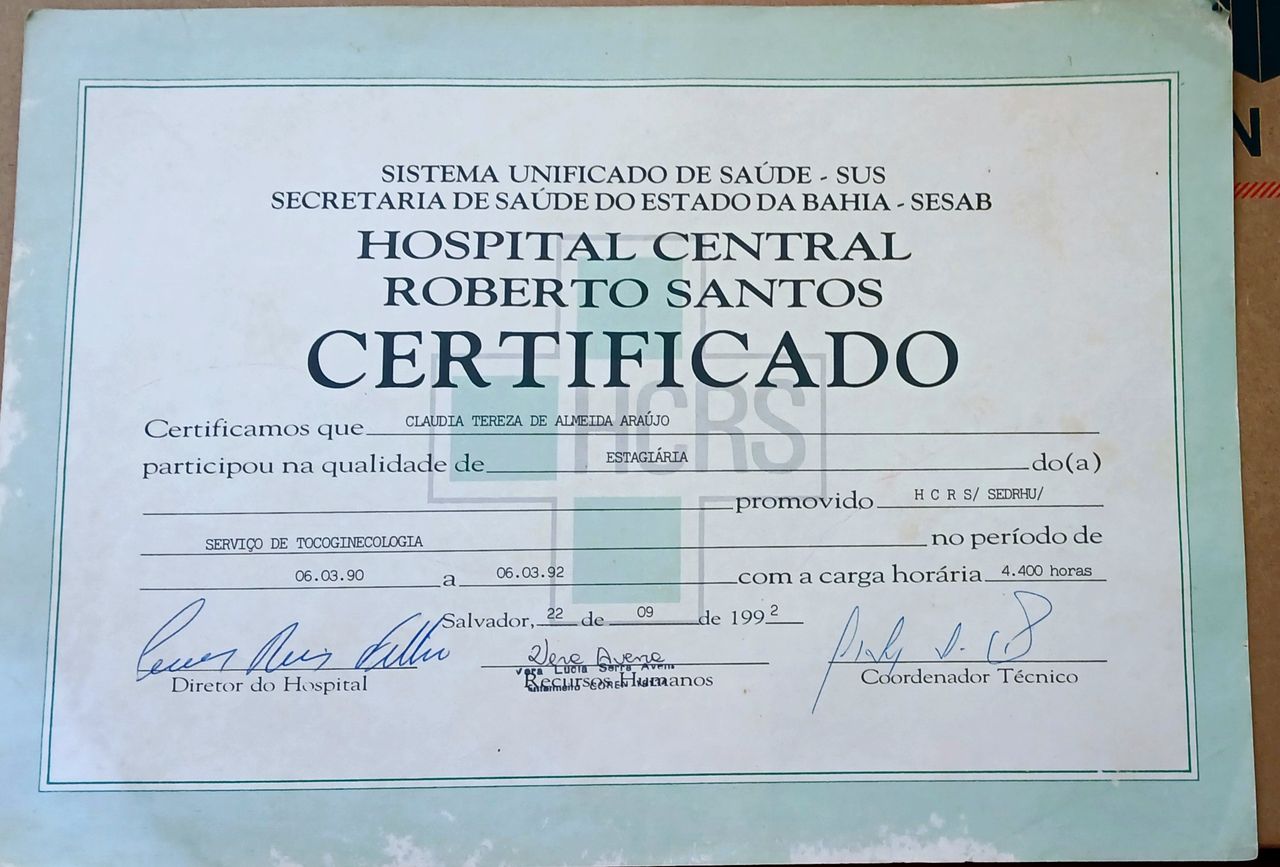 SISTEMA UNIFICADO DE SAÚDE - SUS
SECRETARIA DE SAÚDE DO ESTADO DA BAHIA - SESAB
HOSPITAL CENTRAL
ROBERTO SANTOS
CERTIFICADO
HCRS
Certificamos que CLAUDIA TEREZA DE ALMEIDA ARAÚJO
participou na qualidade de ESTAGIÁRIA do(a)
promovido H C R S/ SEDRHU/
SERVIÇO DE TOCOGINECOLOGIA no período de
06.03.90 a 06.03.92 com a carga horária 4.400 horas
Salvador, 22 de 09 de 1992
Vera Avena
Vera Lucia Serra Avena
Diretor do Hospital Recursos Humanos Coordenador Técnico
COREN
N